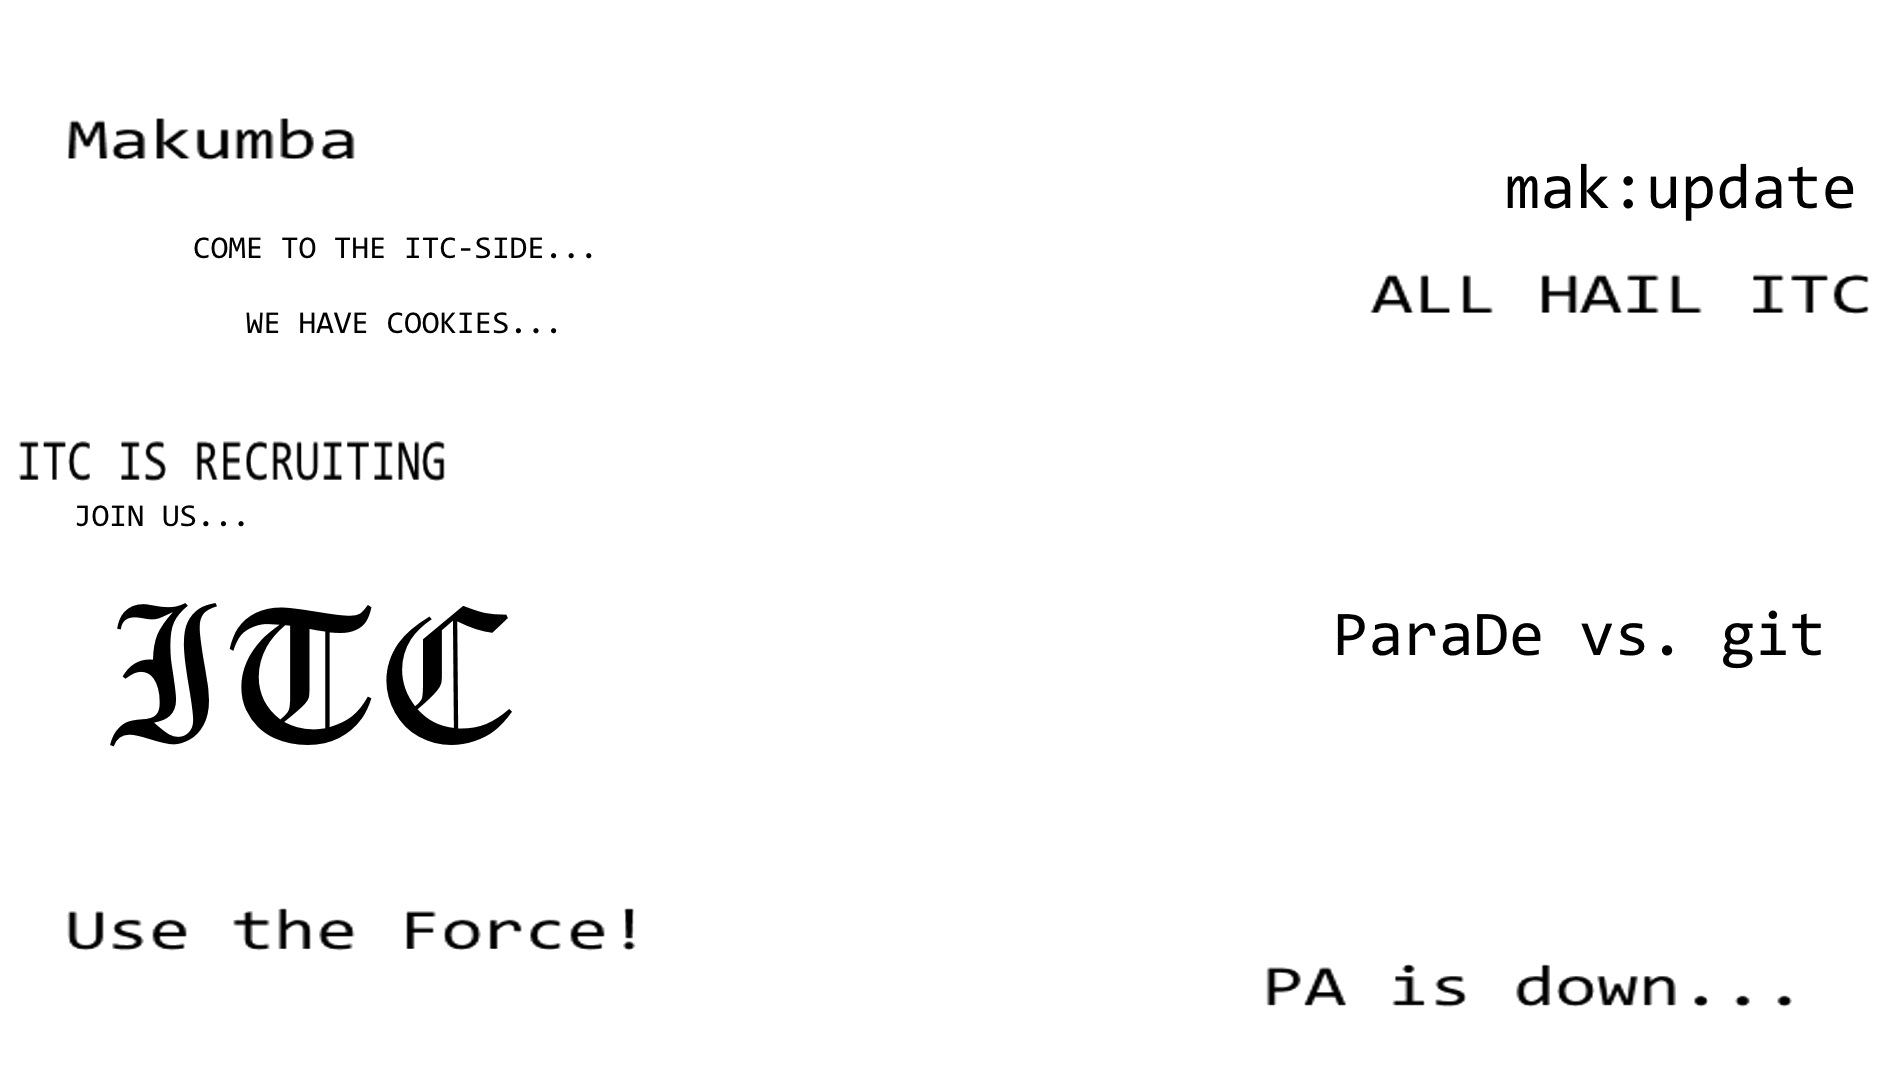 Makumba
COME TO THE ITC-SIDE...
WE HAVE COOKIES...
ITC IS RECRUITING
JOIN US...
ITC
Use the Force!
mak:update
ALL HAIL ITC
ParaDe vs. git
PA is down...